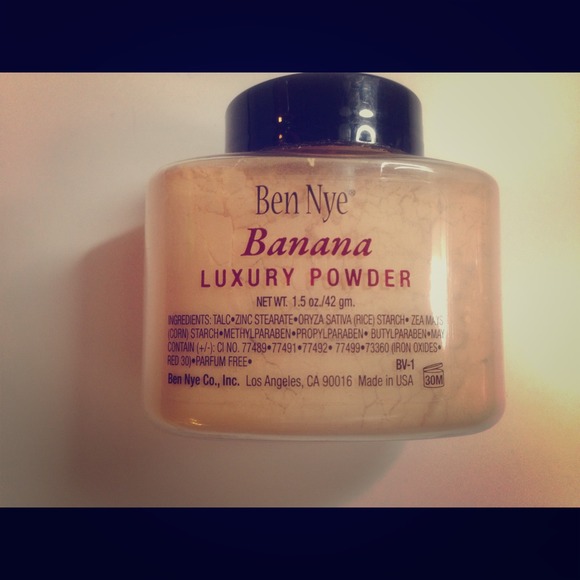 Ben Nye®
Banana
LUXURY POWDER
NET WT. 1.5 oz./42 gm.
INGREDIENTS: TALC•ZINC STEARATE•ORYZA SATIVA (RICE) STARCH• ZEA MAYS
(CORN) STARCH•METHYLPARABEN•PROPYLPARABEN• BUTYLPARABEN•MAY
CONTAIN (+/-): CI NO. 77489•77491•77492• 77499•73360 (IRON OXIDES•
RED 30)•PARFUM FREE•
BV-1
Ben Nye Co., Inc. Los Angeles, CA 90016 Made in USA
30M